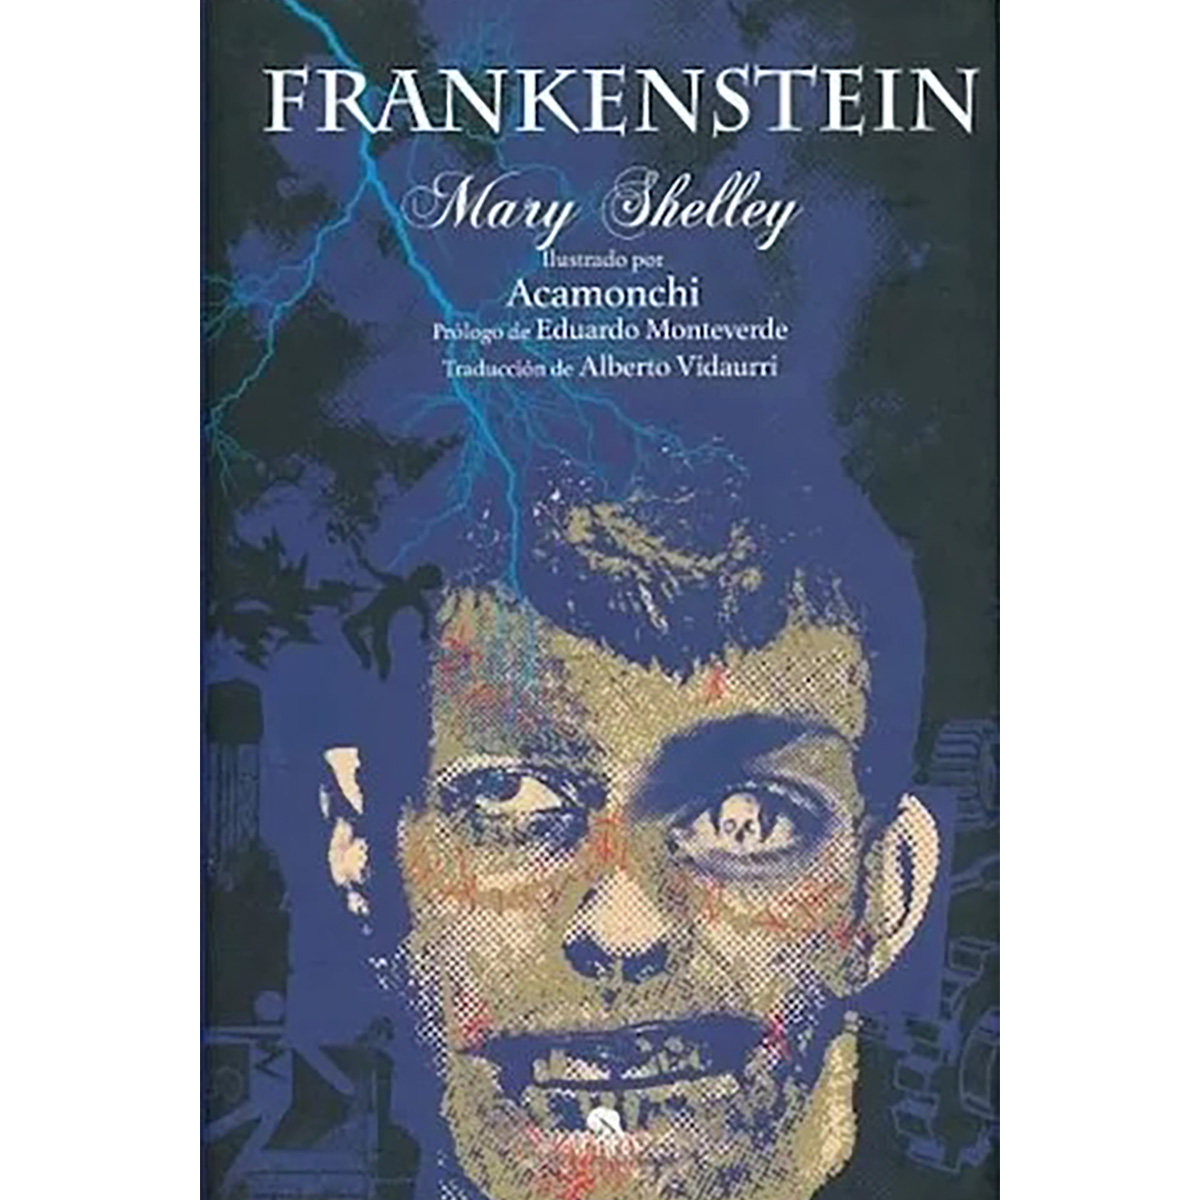 FRANKENSTEIN
Mary Shelley
Ilustrado por
Acamonchi
Prólogo de Eduardo Monteverde
Traducción de Alberto Vidaurri